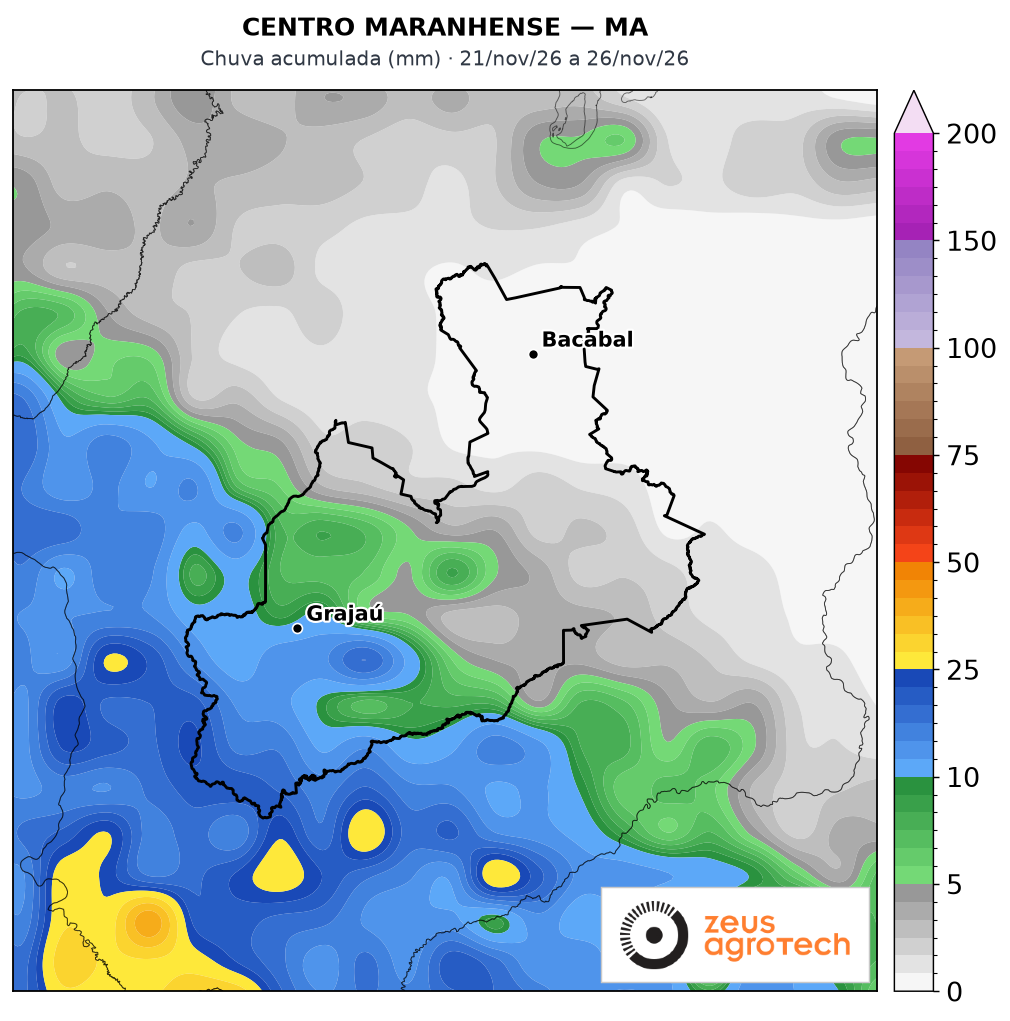 CENTRO MARANHENSE — MA
Chuva acumulada (mm) · 21/nov/26 a 26/nov/26
200
150
100
75
50
25
10
5
0
Bacabal
Grajaú
zeus
agrotech